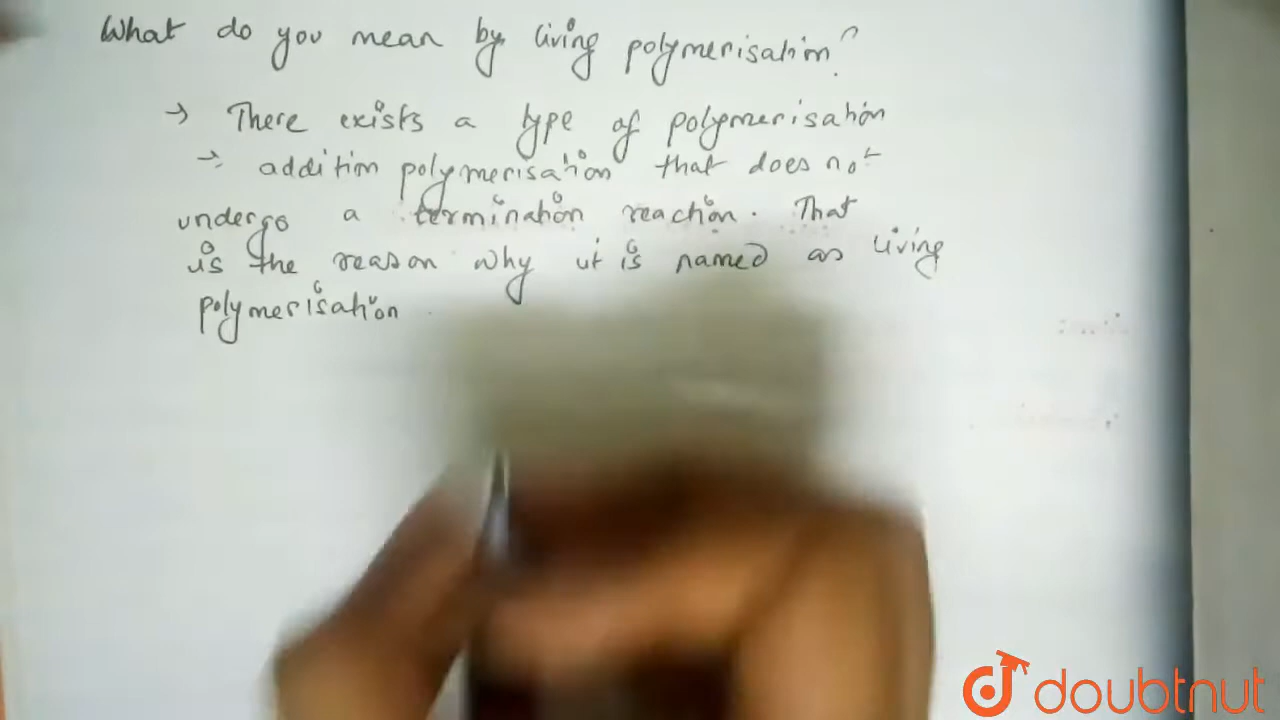 What do you mean by living polymerisation?
→ There exists a type of polymerisation
→ addition polymerisation that does not
undergo a termination reaction. That
is the reason why it is named as living
polymerisation.
doubtnut